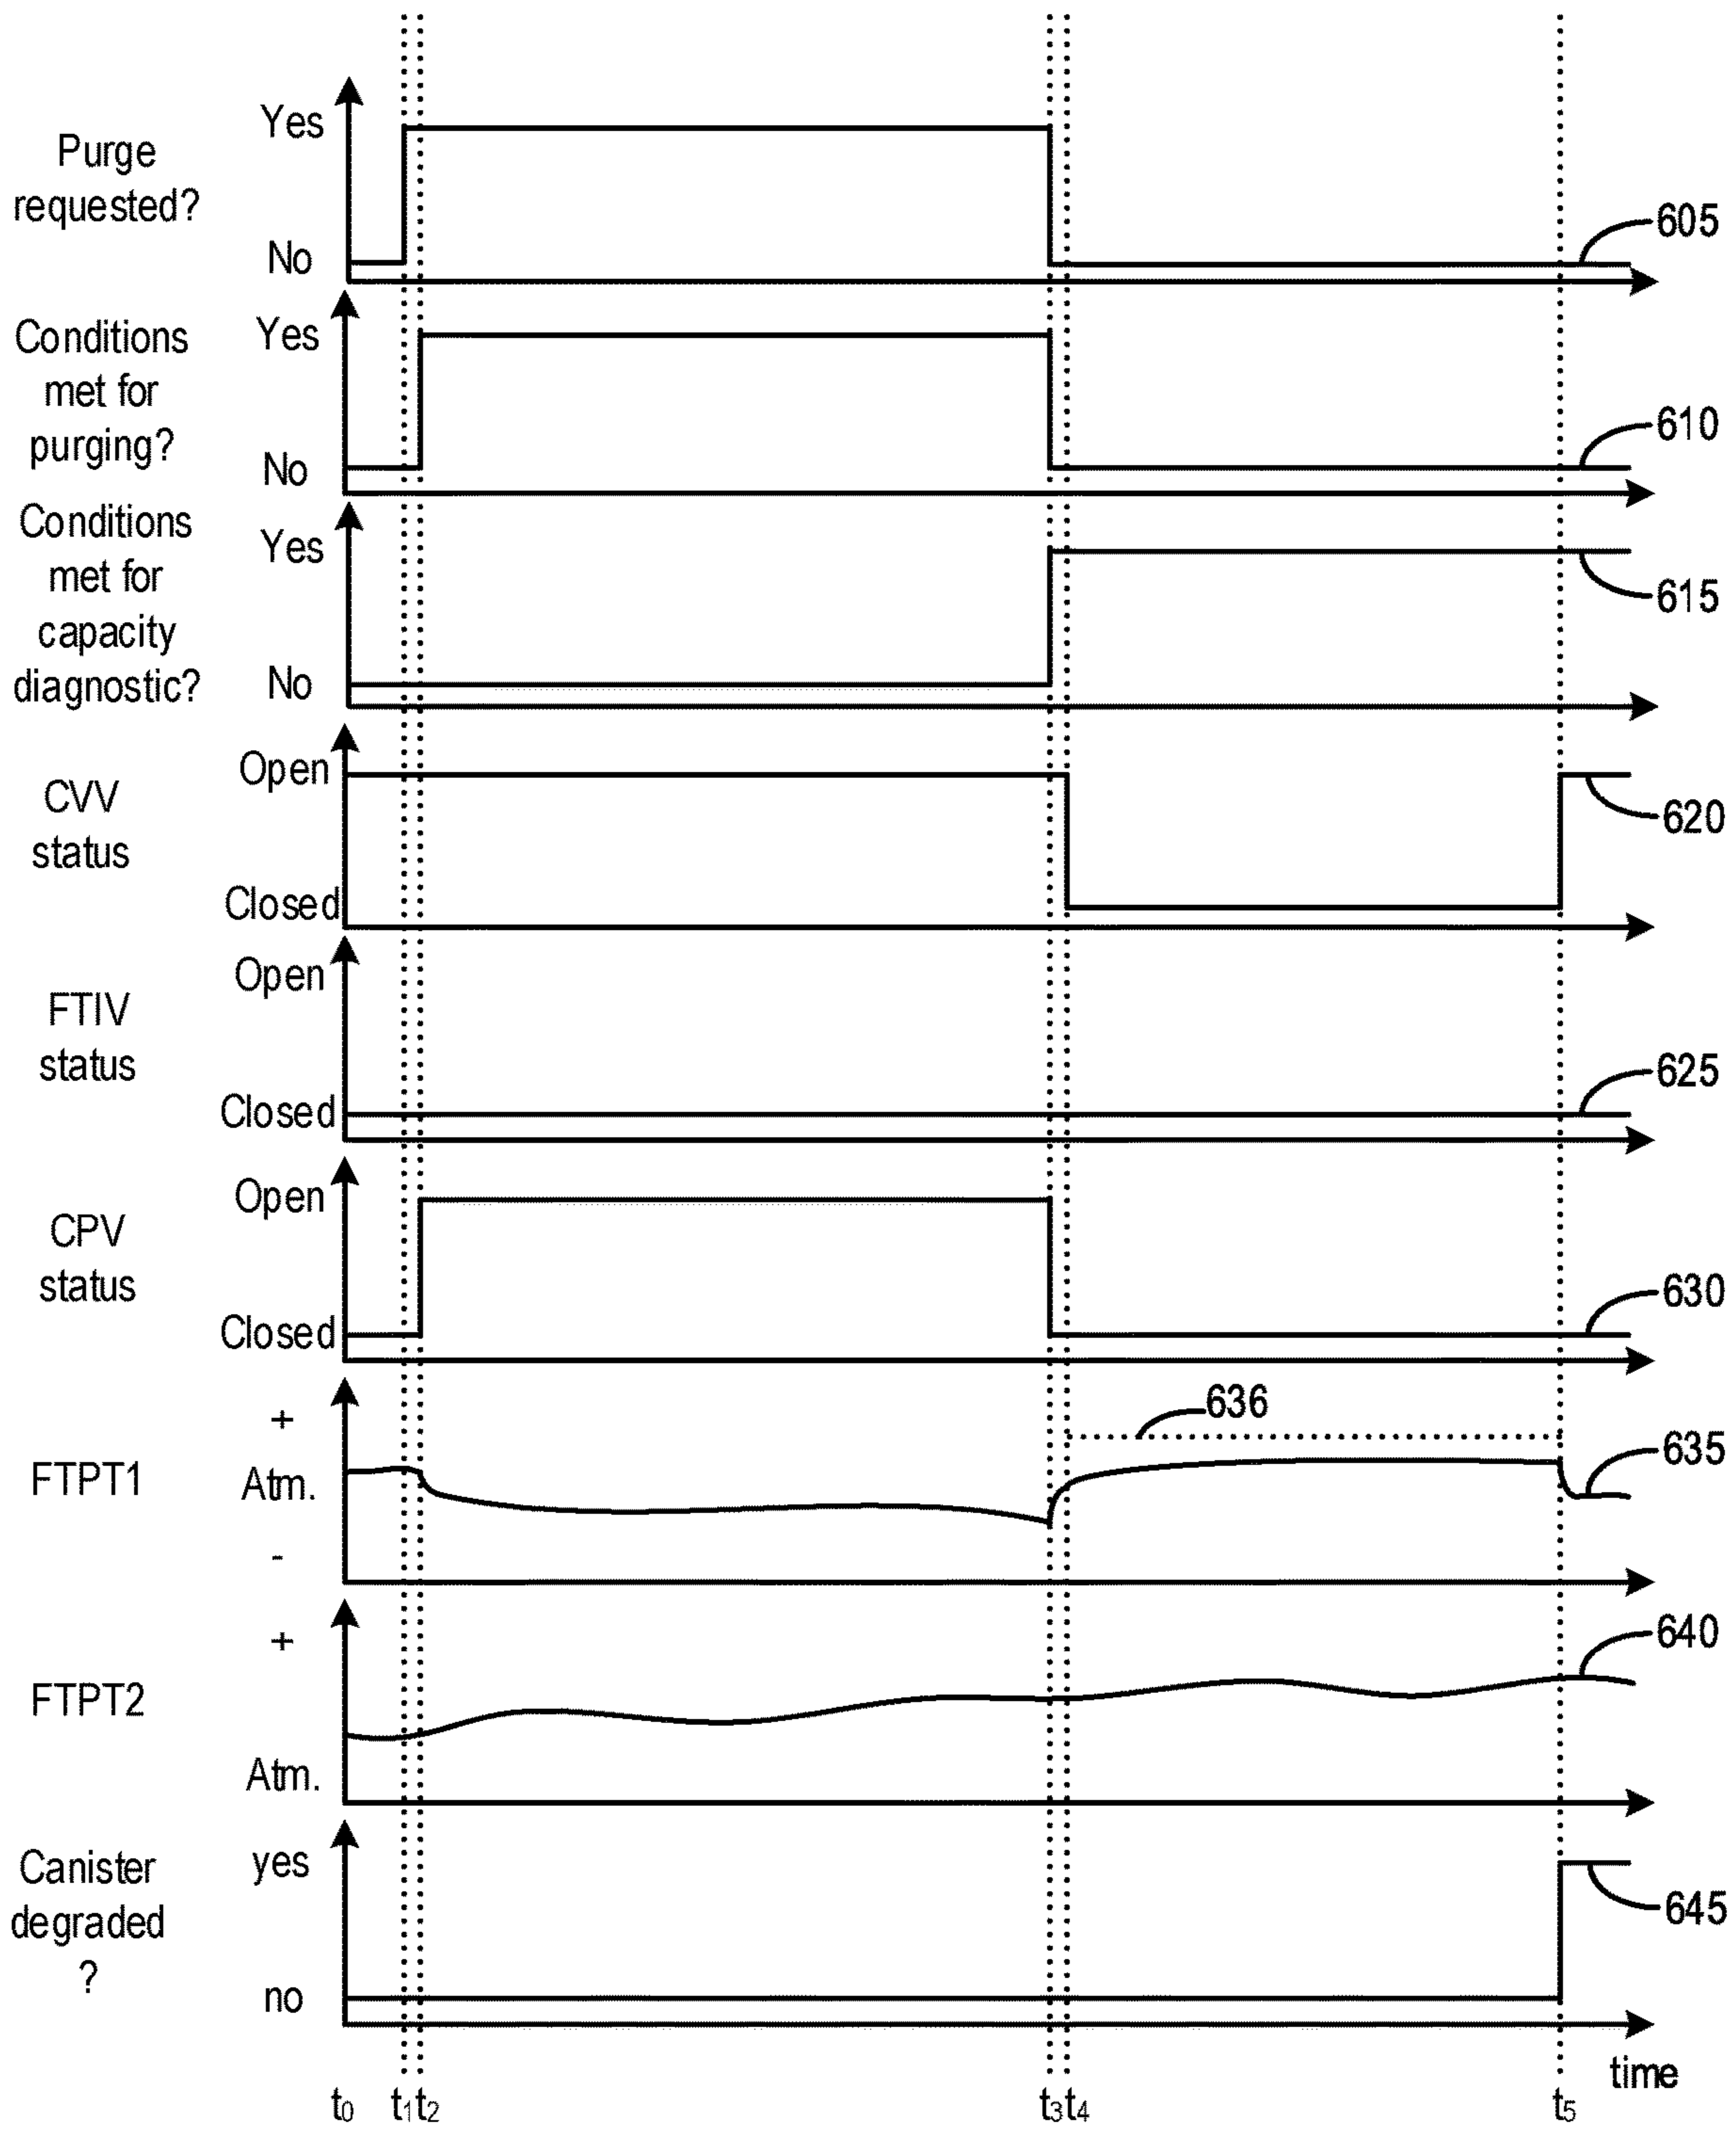 Purge
requested?
Yes
No
605
Conditions
met for
purging?
Yes
No
610
Conditions
met for
capacity
diagnostic?
Yes
No
615
CVV
status
Open
Closed
620
FTIV
status
Open
Closed
625
CPV
status
Open
Closed
630
FTPT1
+
Atm.
-
636
635
FTPT2
+
Atm.
640
Canister
degraded
?
yes
no
645
time
t0 t1 t2 t3 t4 t5